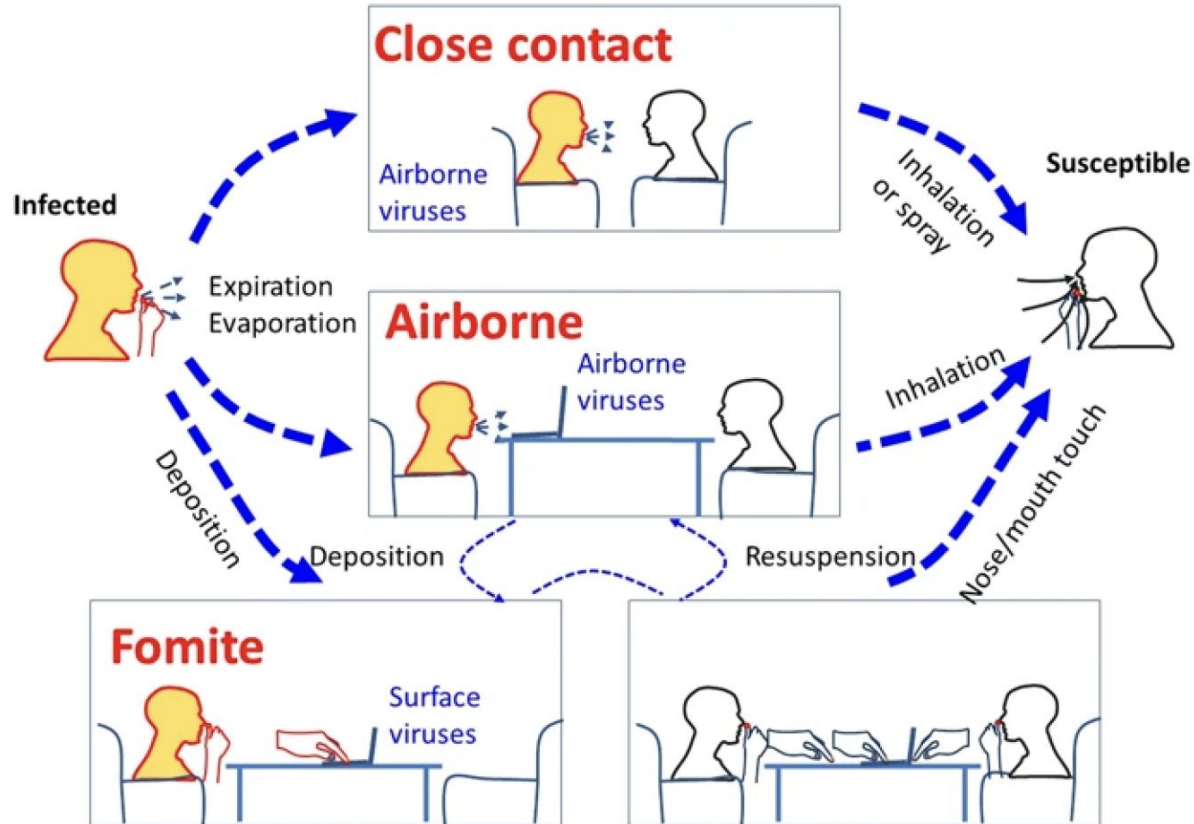 Close contact
Airborne
viruses
Infected
Expiration
Evaporation
Inhalation
or spray
Susceptible
Airborne
Airborne
viruses
Inhalation
Deposition
Deposition
Resuspension
Nose/mouth touch
Fomite
Surface
viruses